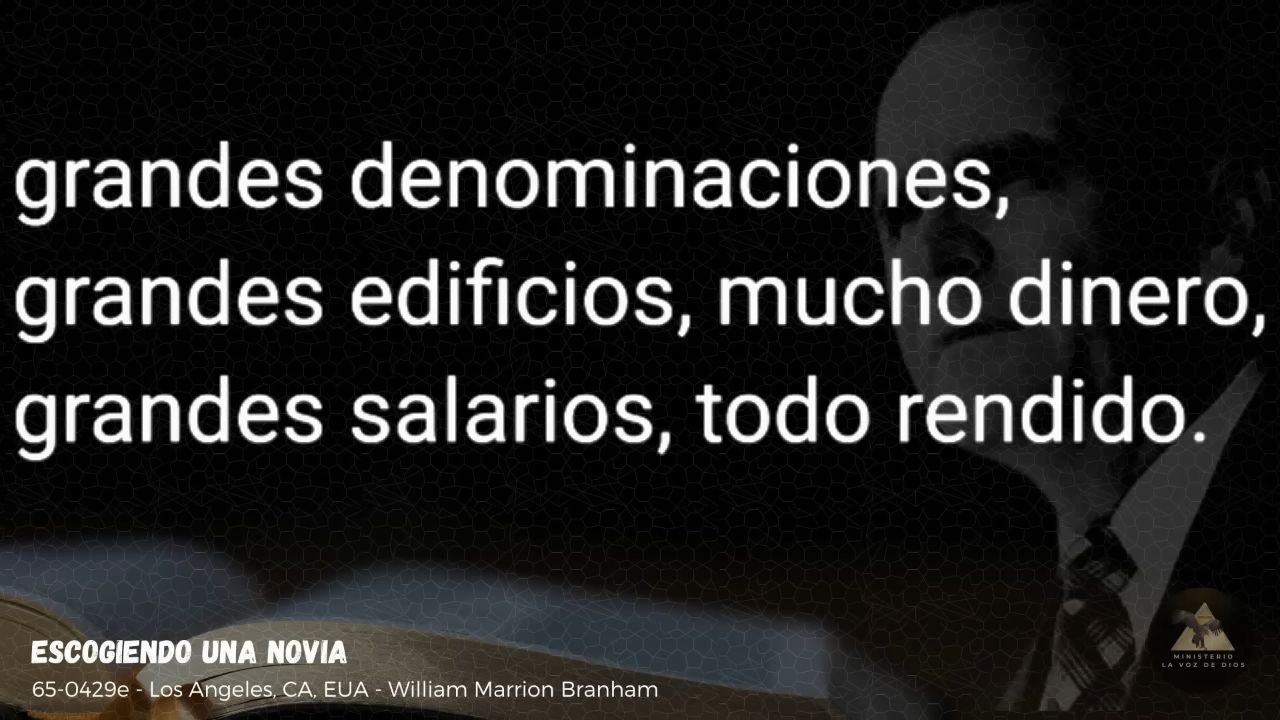 grandes denominaciones,
grandes edificios, mucho dinero,
grandes salarios, todo rendido.
ESCOGIENDO UNA NOVIA
65-0429e - Los Angeles, CA, EUA - William Marrion Branham
MINISTERIO
LA VOZ DE DIOS